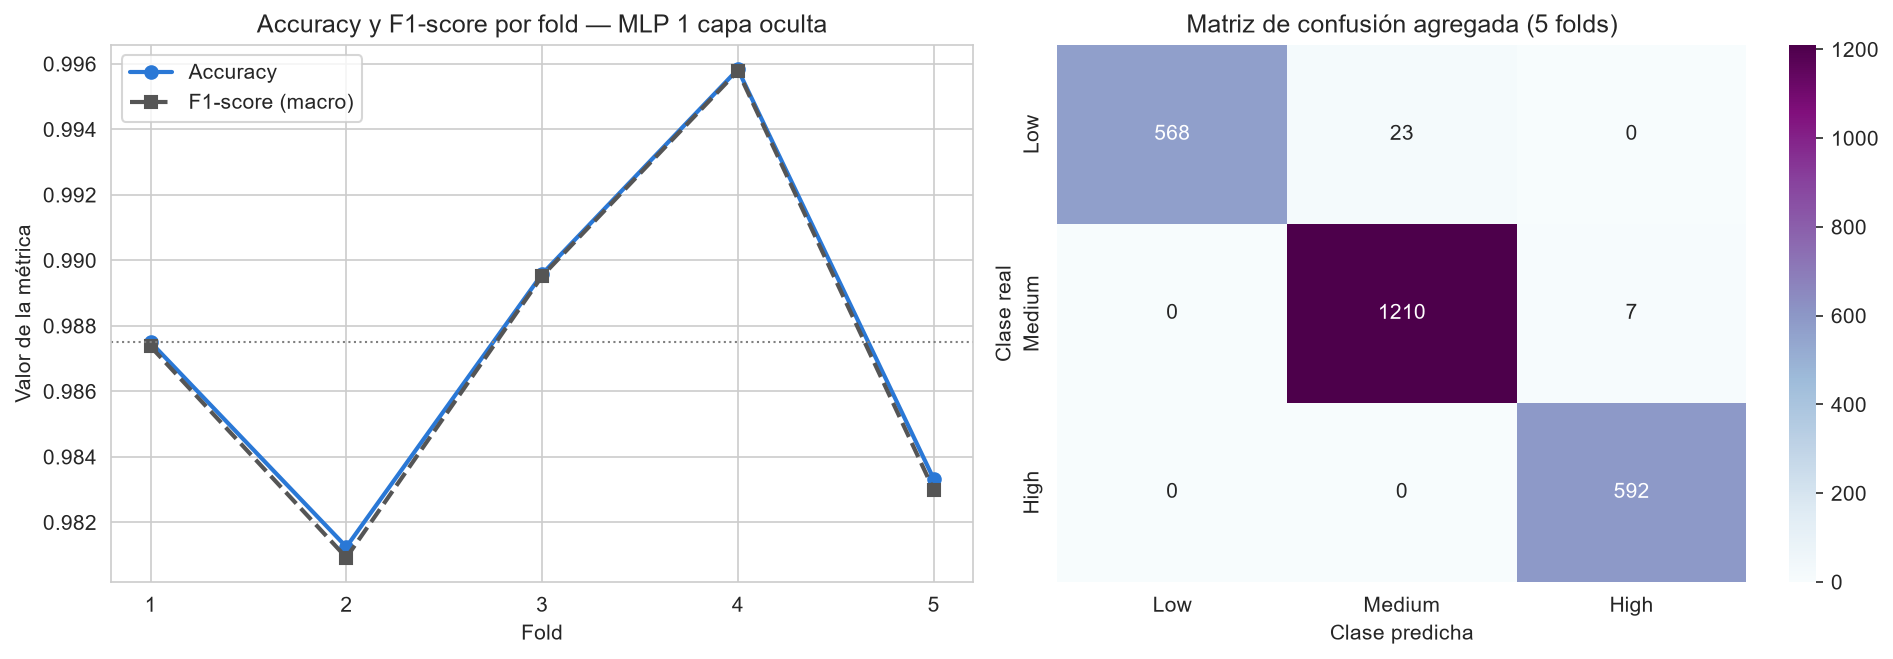 Accuracy y F1-score por fold — MLP 1 capa oculta
Accuracy
F1-score (macro)
0.996
0.994
0.992
0.990
0.988
0.986
0.984
0.982
Valor de la métrica
1 2 3 4 5
Fold
Matriz de confusión agregada (5 folds)
Clase real
Low
568 23 0
Medium
0 1210 7
High
0 0 592
Low Medium High
Clase predicha
1200
1000
800
600
400
200
0